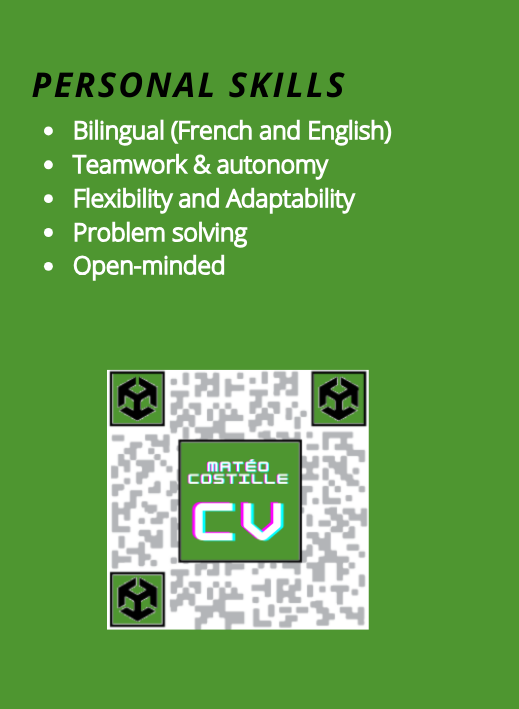 PERSONAL SKILLS
• Bilingual (French and English)
• Teamwork & autonomy
• Flexibility and Adaptability
• Problem solving
• Open-minded
MATÉO
COSTILLE
CV